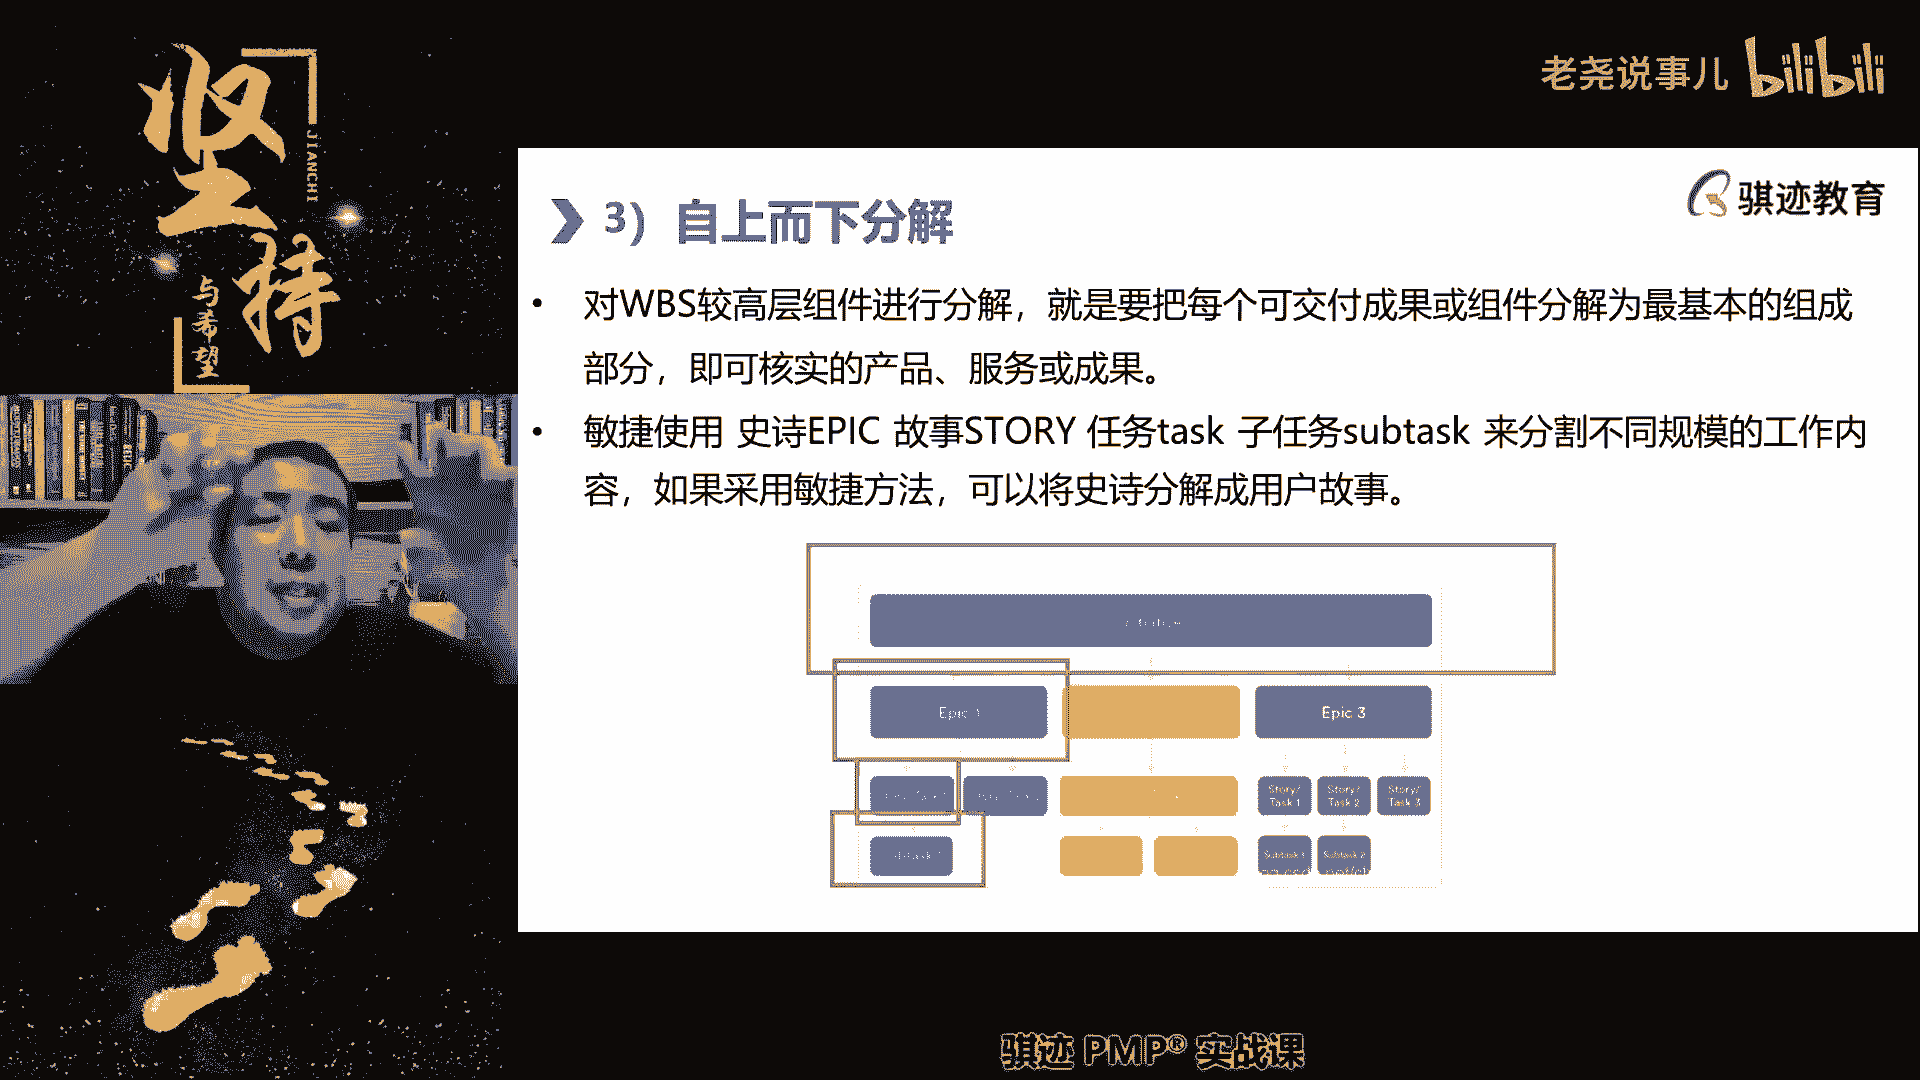 坚持
JIANCHI
与希望
老尧说事儿 bilibili
骐迹教育
3）自上而下分解
• 对WBS较高层组件进行分解，就是要把每个可交付成果或组件分解为最基本的组成
部分，即可核实的产品、服务或成果。
• 敏捷使用 史诗EPIC 故事STORY 任务task 子任务subtask 来分割不同规模的工作内
容，如果采用敏捷方法，可以将史诗分解成用户故事。
Epic 1
Epic 3
Story/
Task 1
Story/
Task 2
Story/
Task 3
Subtask 1
Subtask 2
骐迹 PMP® 实战课